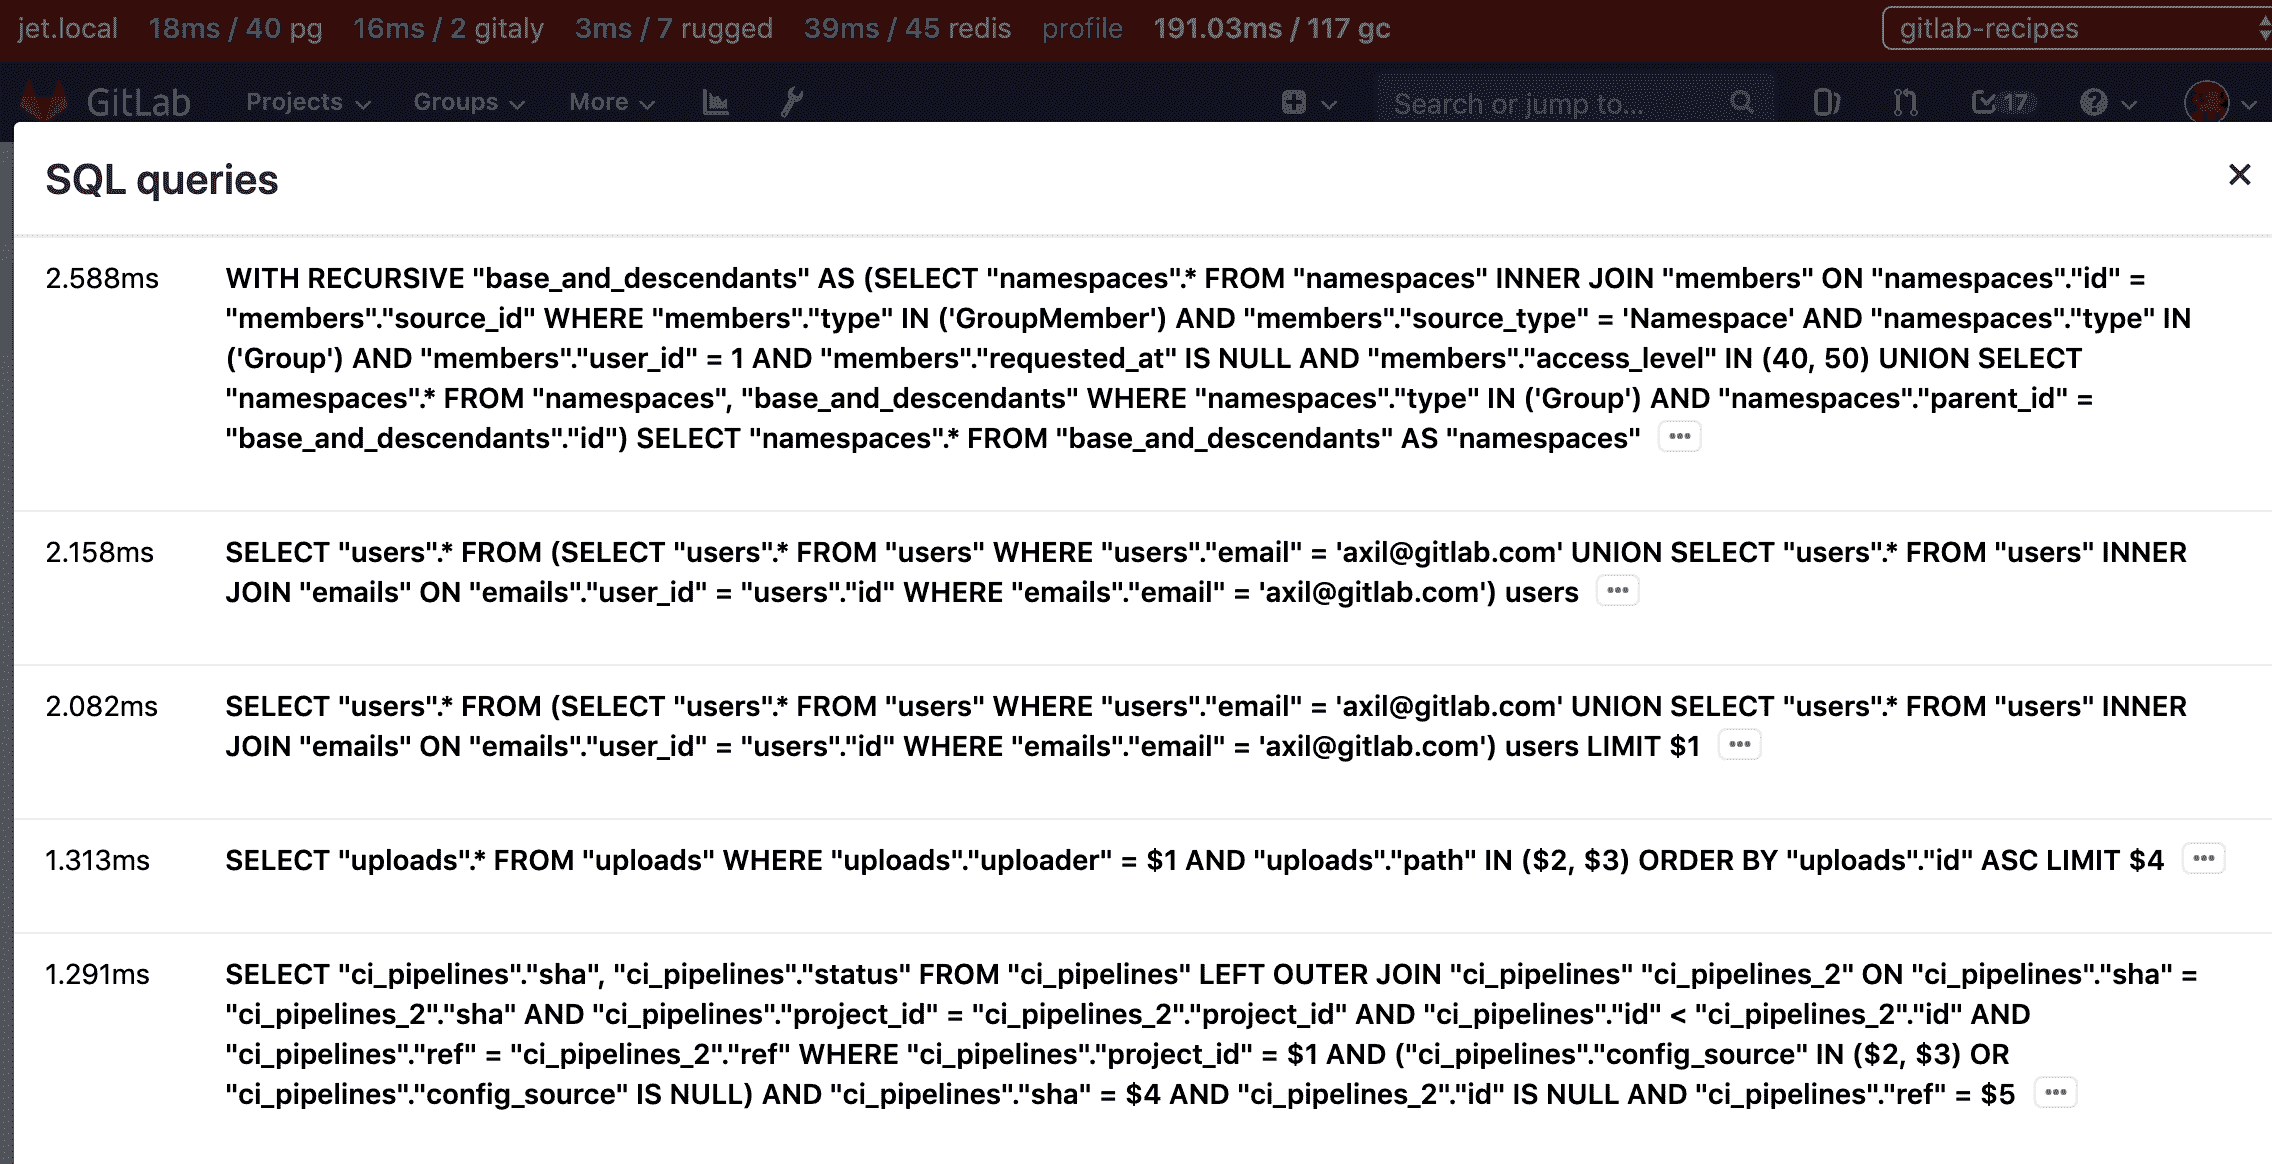 jet.local 18ms / 40 pg 16ms / 2 gitaly 3ms / 7 rugged 39ms / 45 redis profile 191.03ms / 117 gc gitlab-recipes
GitLab Projects Groups More Search or jump to... 17
SQL queries
2.588ms WITH RECURSIVE "base_and_descendants" AS (SELECT "namespaces".* FROM "namespaces" INNER JOIN "members" ON "namespaces"."id" =
"members"."source_id" WHERE "members"."type" IN ('GroupMember') AND "members"."source_type" = 'Namespace' AND "namespaces"."type" IN
('Group') AND "members"."user_id" = 1 AND "members"."requested_at" IS NULL AND "members"."access_level" IN (40, 50) UNION SELECT
"namespaces".* FROM "namespaces", "base_and_descendants" WHERE "namespaces"."type" IN ('Group') AND "namespaces"."parent_id" =
"base_and_descendants"."id") SELECT "namespaces".* FROM "base_and_descendants" AS "namespaces"
2.158ms SELECT "users".* FROM (SELECT "users".* FROM "users" WHERE "users"."email" = 'axil@gitlab.com' UNION SELECT "users".* FROM "users" INNER
JOIN "emails" ON "emails"."user_id" = "users"."id" WHERE "emails"."email" = 'axil@gitlab.com') users
2.082ms SELECT "users".* FROM (SELECT "users".* FROM "users" WHERE "users"."email" = 'axil@gitlab.com' UNION SELECT "users".* FROM "users" INNER
JOIN "emails" ON "emails"."user_id" = "users"."id" WHERE "emails"."email" = 'axil@gitlab.com') users LIMIT $1
1.313ms SELECT "uploads".* FROM "uploads" WHERE "uploads"."uploader" = $1 AND "uploads"."path" IN ($2, $3) ORDER BY "uploads"."id" ASC LIMIT $4
1.291ms SELECT "ci_pipelines"."sha", "ci_pipelines"."status" FROM "ci_pipelines" LEFT OUTER JOIN "ci_pipelines" "ci_pipelines_2" ON "ci_pipelines"."sha" =
"ci_pipelines_2"."sha" AND "ci_pipelines"."project_id" = "ci_pipelines_2"."project_id" AND "ci_pipelines"."id" < "ci_pipelines_2"."id" AND
"ci_pipelines"."ref" = "ci_pipelines_2"."ref" WHERE "ci_pipelines"."project_id" = $1 AND ("ci_pipelines"."config_source" IN ($2, $3) OR
"ci_pipelines"."config_source" IS NULL) AND "ci_pipelines"."sha" = $4 AND "ci_pipelines_2"."id" IS NULL AND "ci_pipelines"."ref" = $5